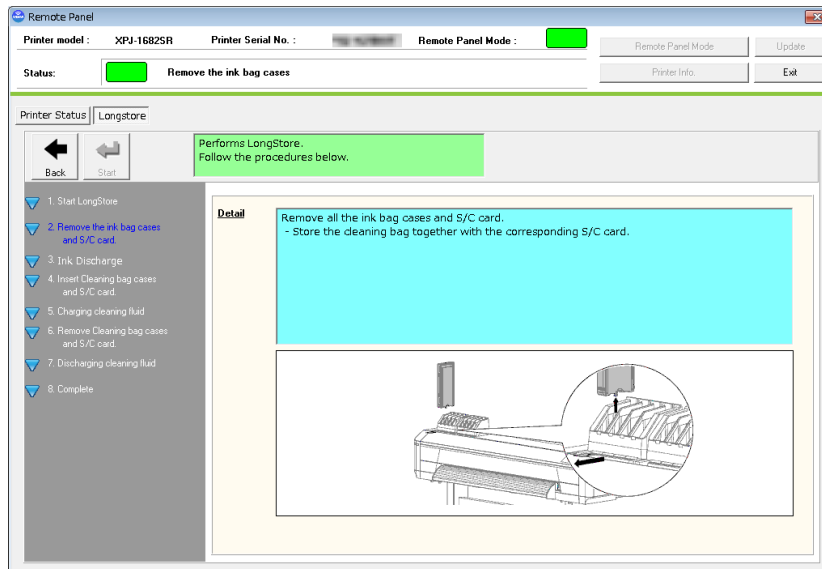 Remote Panel
Printer model : XPJ-1682SR Printer Serial No. : Remote Panel Mode :
Remote Panel Mode Update
Status: Remove the ink bag cases
Printer Info. Exit
Printer Status Longstore
Back Start
Performs LongStore.
Follow the procedures below.
1. Start LongStore
2. Remove the ink bag cases
and S/C card.
3. Ink Discharge
4. Insert Cleaning bag cases
and S/C card.
5. Charging cleaning fluid
6. Remove Cleaning bag cases
and S/C card.
7. Discharging cleaning fluid
8. Complete
Detail
Remove all the ink bag cases and S/C card.
- Store the cleaning bag together with the corresponding S/C card.